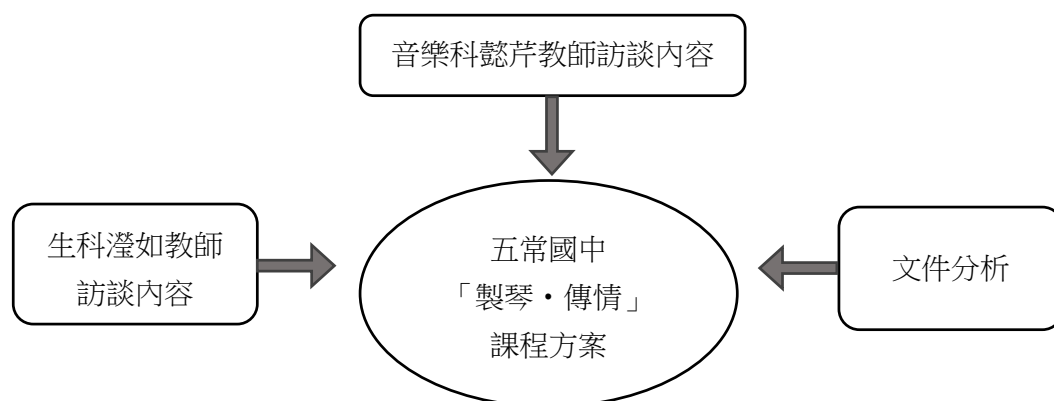 音樂科懿芹教師訪談內容
生科瀅如教師
訪談內容
五常國中
「製琴・傳情」
課程方案
文件分析